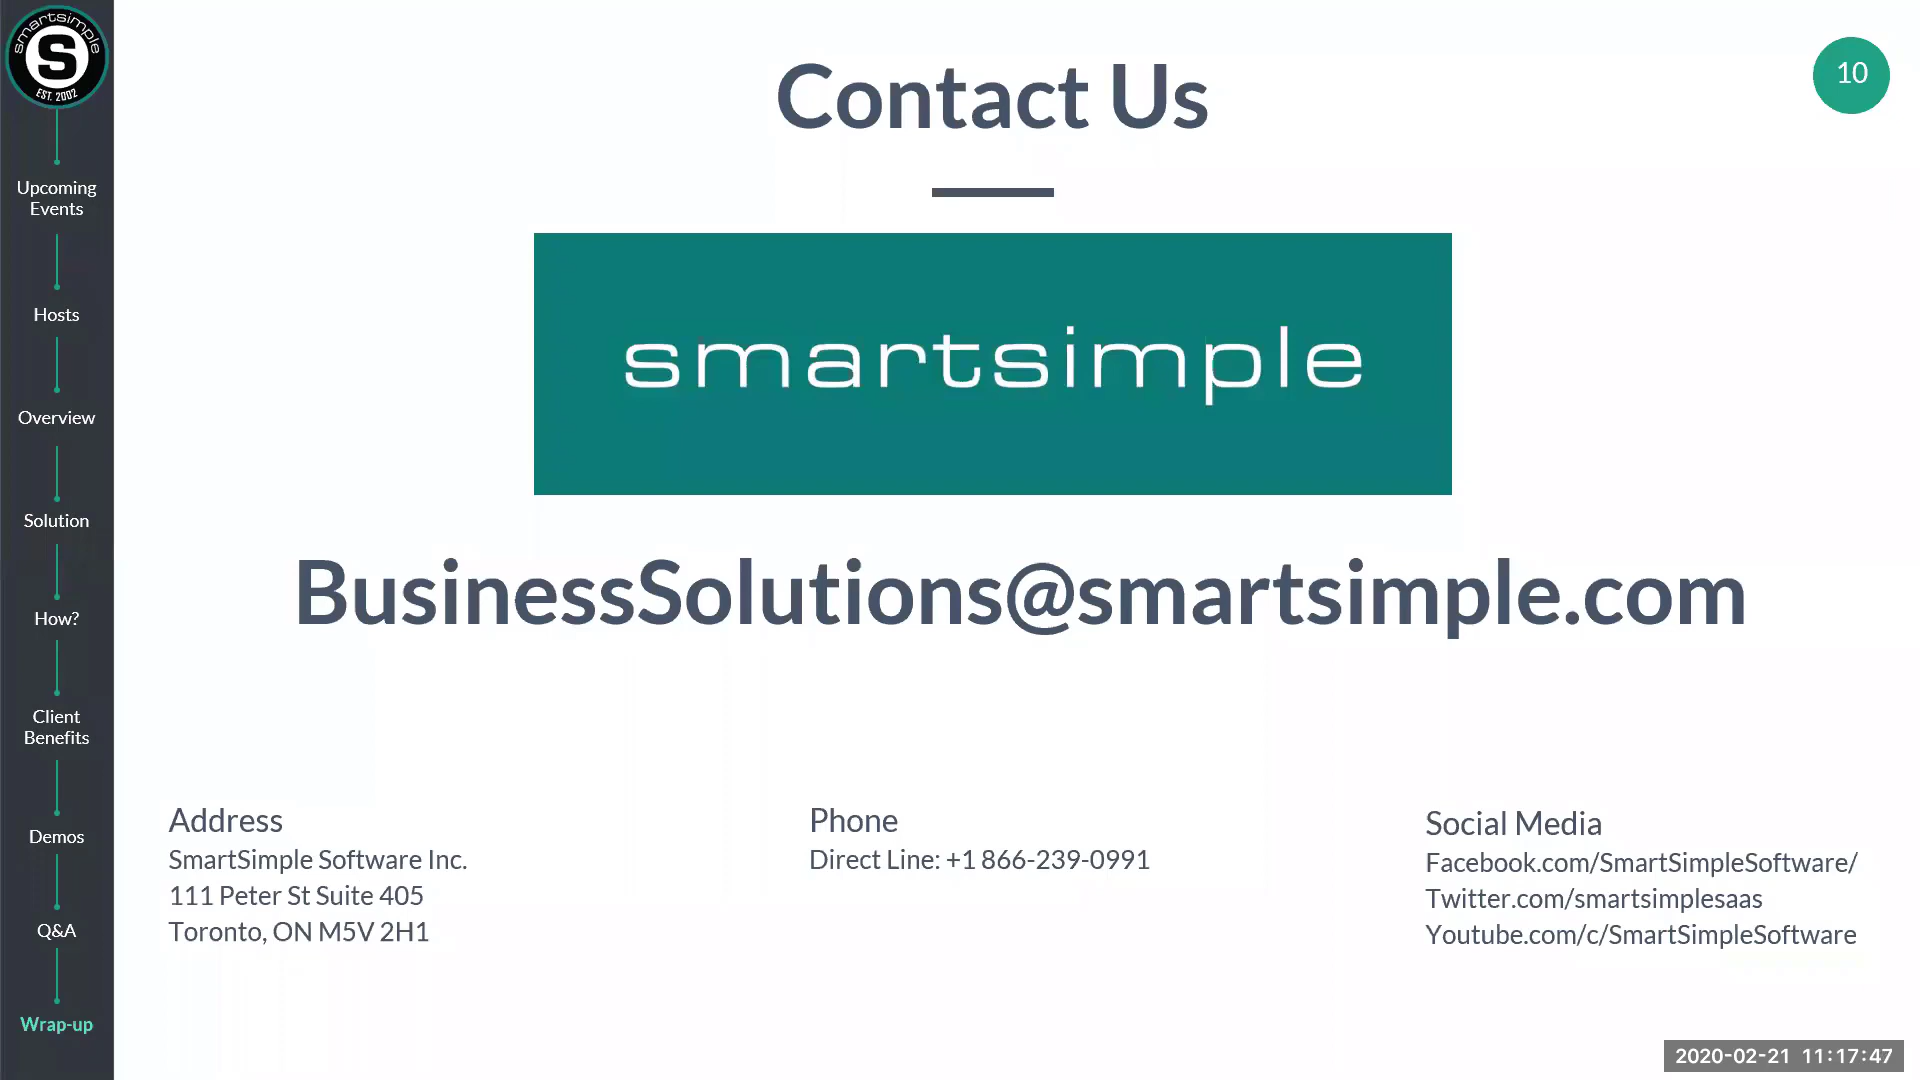 smartsimple
S
EST. 2002
Upcoming
Events
Hosts
Overview
Solution
How?
Client
Benefits
Demos
Q&A
Wrap-up
Contact Us
10
smartsimple
BusinessSolutions@smartsimple.com
Address
SmartSimple Software Inc.
111 Peter St Suite 405
Toronto, ON M5V 2H1
Phone
Direct Line: +1 866-239-0991
Social Media
Facebook.com/SmartSimpleSoftware/
Twitter.com/smartsimplesaas
Youtube.com/c/SmartSimpleSoftware
2020-02-21 11:17:47